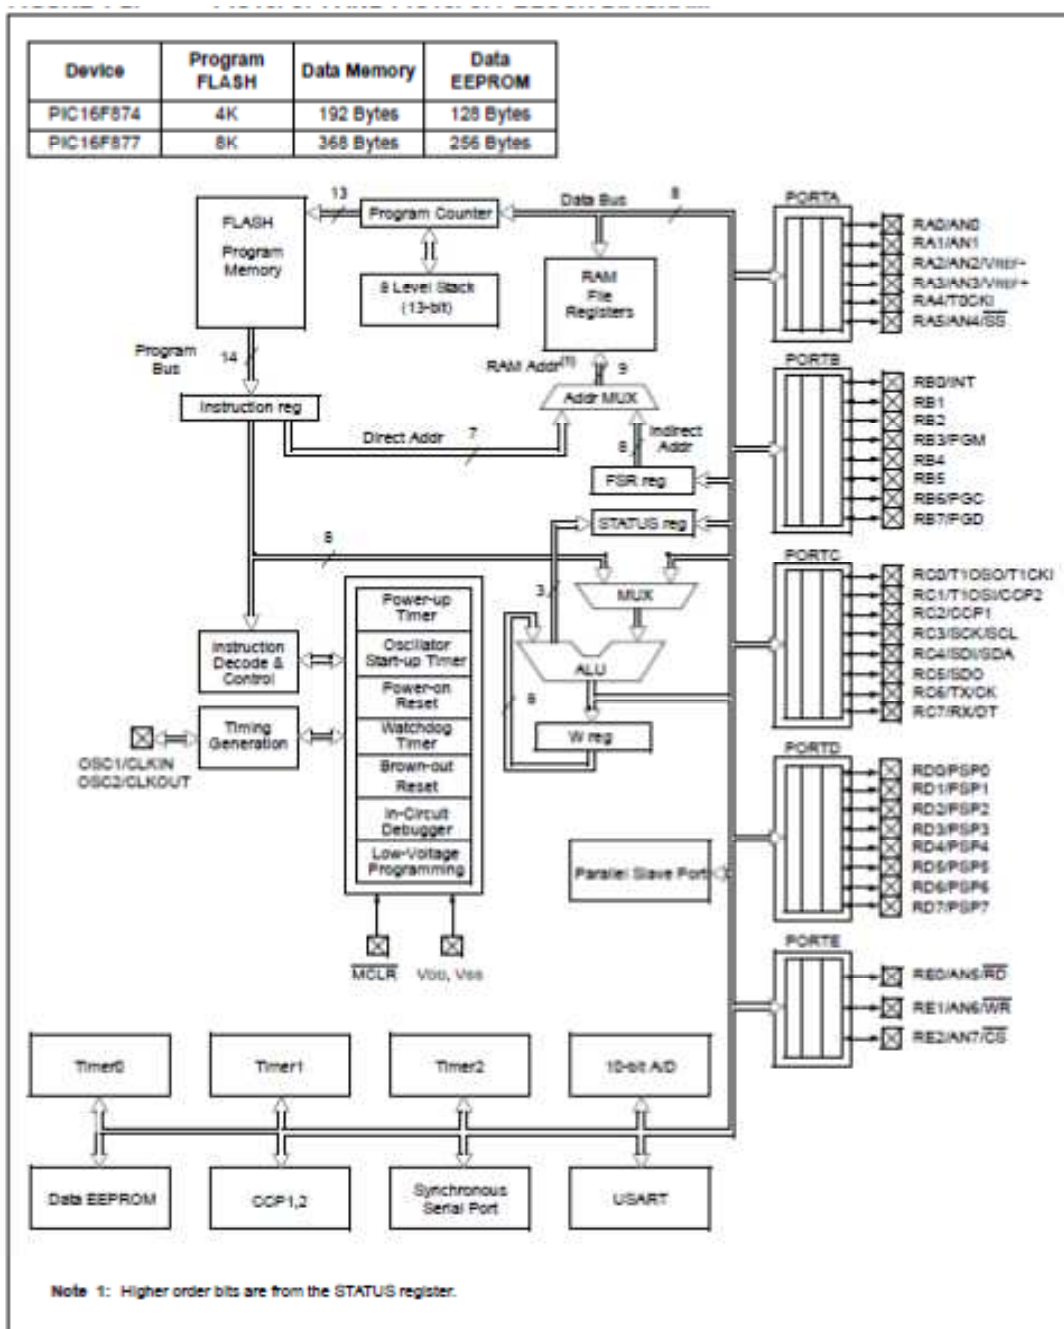 Device
Program FLASH
Data Memory
Data EEPROM
PIC16F874 4K 192 Bytes 128 Bytes
PIC16F877 8K 368 Bytes 256 Bytes
FLASH
Program
Memory
13
Program Counter
8 Level Stack
(13-bit)
Data Bus
8
RAM
File
Registers
Program
Bus
14
RAM Addr(1)
9
Addr MUX
Instruction reg
Direct Addr
7
8
Indirect
Addr
FSR reg
STATUS reg
8
3
MUX
ALU
8
W reg
Power-up
Timer
Oscillator
Start-up Timer
Power-on
Reset
Watchdog
Timer
Brown-out
Reset
In-Circuit
Debugger
Low-Voltage
Programming
Instruction
Decode &
Control
Timing
Generation
OSC1/CLKIN
OSC2/CLKOUT
MCLR
VDD, VSS
Parallel Slave Port
PORTA
RA0/AN0
RA1/AN1
RA2/AN2/VREF+
RA3/AN3/VREF+
RA4/T0CKI
RA5/AN4/SS
PORTB
RB0/INT
RB1
RB2
RB3/PGM
RB4
RB5
RB6/PGC
RB7/PGD
PORTC
RC0/T1OSO/T1CKI
RC1/T1OSI/CCP2
RC2/CCP1
RC3/SCK/SCL
RC4/SDI/SDA
RC5/SDO
RC6/TX/CK
RC7/RX/DT
PORTD
RD0/PSP0
RD1/PSP1
RD2/PSP2
RD3/PSP3
RD4/PSP4
RD5/PSP5
RD6/PSP6
RD7/PSP7
PORTE
RE0/AN5/RD
RE1/AN6/WR
RE2/AN7/CS
Timer0
Timer1
Timer2
10-bit A/D
Data EEPROM
CCP1,2
Synchronous
Serial Port
USART
Note 1: Higher order bits are from the STATUS register.